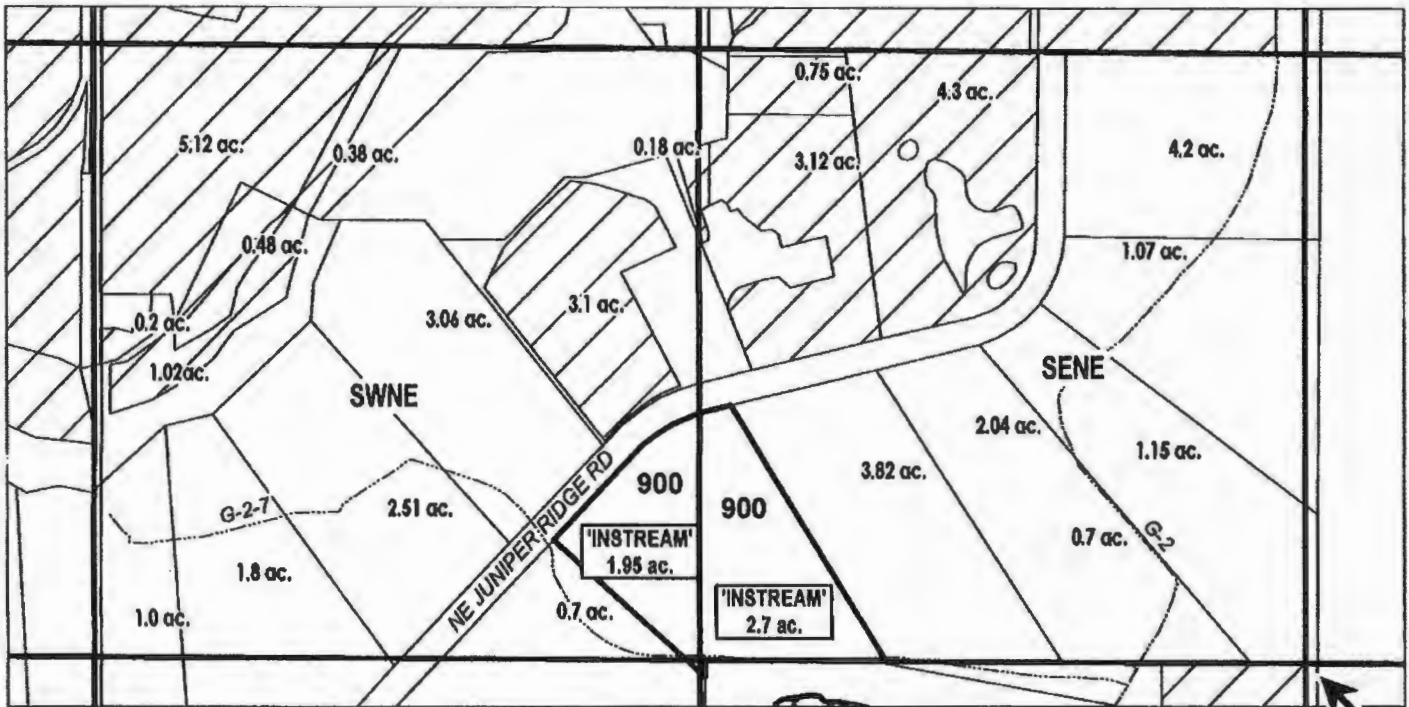 0.75 ac.
4.3 ac.
5.12 ac.
0.38 ac.
0.18 ac.
3.12 ac.
4.2 ac.
0.48 ac.
1.07 ac.
0.2 ac.
3.06 ac.
3.1 ac.
1.02ac.
SWNE
SENE
2.04 ac.
1.15 ac.
3.82 ac.
900
900
G-2-7
2.51 ac.
NE JUNIPER RIDGE RD
'INSTREAM'
1.95 ac.
G-2
0.7 ac.
1.8 ac.
1.0 ac.
0.7 ac.
'INSTREAM'
2.7 ac.